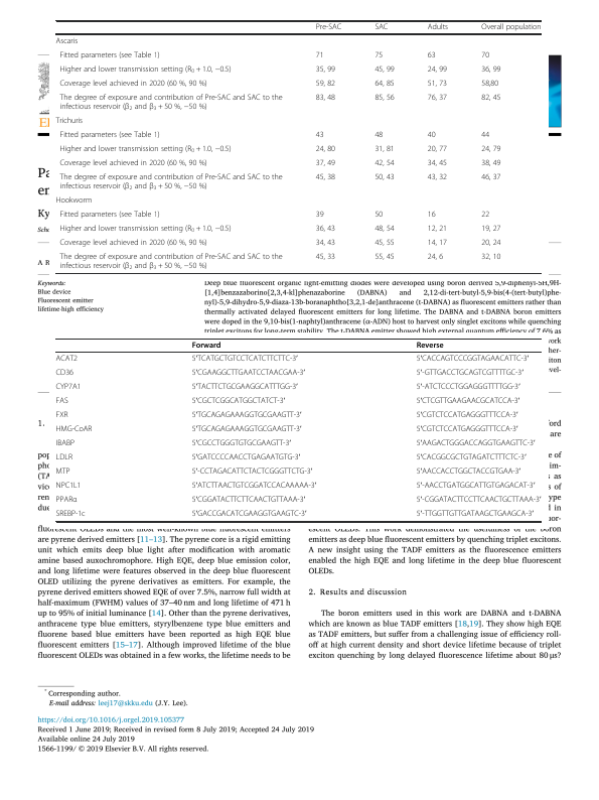 Pre-SAC SAC Adults Overall population
Ascaris
Fitted parameters (see Table 1) 71 75 63 70
Higher and lower transmission setting (R0 + 1.0, −0.5) 35, 99 45, 99 24, 99 36, 99
Coverage level achieved in 2020 (60 %, 90 %) 59, 82 64, 85 51, 73 58,80
The degree of exposure and contribution of Pre-SAC and SAC to the 83, 48 85, 56 76, 37 82, 45
infectious reservoir (β2 and β3 + 50 %, −50 %)
Trichuris
Fitted parameters (see Table 1) 43 48 40 44
Higher and lower transmission setting (R0 + 1.0, −0.5) 24, 80 31, 81 20, 77 24, 79
Coverage level achieved in 2020 (60 %, 90 %) 37, 49 42, 54 34, 45 38, 49
The degree of exposure and contribution of Pre-SAC and SAC to the 45, 38 50, 43 43, 32 46, 37
infectious reservoir (β2 and β3 + 50 %, −50 %)
Hookworm
Fitted parameters (see Table 1) 39 50 16 22
Higher and lower transmission setting (R0 + 1.0, −0.5) 36, 43 48, 54 12, 21 19, 27
Coverage level achieved in 2020 (60 %, 90 %) 34, 43 45, 55 14, 17 20, 24
The degree of exposure and contribution of Pre-SAC and SAC to the 45, 33 55, 45 24, 6 32, 10
infectious reservoir (β2 and β3 + 50 %, −50 %)
Keywords:
Blue device
Fluorescent emitter
lifetime high efficiency
Deep blue fluorescent organic light-emitting diodes were developed using boron derived 5,9-diphenyl-5H,9H-
[1,4]benzazaborino[2,3,4-kl]phenazaborine (DABNA) and 2,12-di-tert-butyl-5,9-bis(4-(tert-butyl)phe-
nyl)-5,9-dihydro-5,9-diaza-13b-boranaphtho[3,2,1-de]anthracene (t-DABNA) as fluorescent emitters rather than
thermally activated delayed fluorescent emitters for long lifetime. The DABNA and t-DABNA boron emitters
were doped in the 9,10-bis(1-naphtyl)anthracene (α-ADN) host to harvest only singlet excitons while quenching
triplet excitons for long-term stability. The t-DABNA emitter showed high external quantum efficiency of 7.6% as
Forward Reverse
ACAT2 5'TCATGCTGTCCTCATCTTCTTC-3' 5'CACCAGTCCCGGTAGAACATTC-3'
CD36 5'CGAAGGCTTGAATCCTAACGAA-3' 5'-GTTGACCTGCAGTCGTTTTGC-3'
CYP7A1 5'TACTTCTGCGAAGGCATTTGG-3' 5'-ATCTCCCTGGAGGGTTTTGG-3'
FAS 5'CGCTCGGCATGGCTATCT-3' 5'CTCGTTGAAGAACGCATCCA-3'
FXR 5'TGCAGAGAAAGGTGCGAAGTT-3' 5'CGTCTCCATGAGGGTTTCCA-3'
HMG-CoAR 5'TGCAGAGAAAGGTGCGAAGTT-3' 5'CGTCTCCATGAGGGTTTCCA-3'
IBABP 5'CGCCTGGGTGTGCGAAGTT-3' 5'AAGACTGGGACCAGGTGAAGTTC-3'
LDLR 5'GATCCCCAACCTGAGAATGTG-3' 5'CACGGCGCTGTAGATCTTTCTC-3'
MTP 5'-CCTAGACATTCTACTCGGGTTCTG-3' 5'AACCACCTGGCTACCGTGAA-3'
NPC1L1 5'ATCTTAACTGTCGGATCCACAAAAA-3' 5'-AACCTGATGGCATTGTGAGACAT-3'
PPARα 5'CGGATACTTCTTCAACTGTTAAA-3' 5'-CGGATACTTCCTTCAACTGCTTAAA-3'
SREBP-1c 5'GACCGACATCGAAGGTGAAGTC-3' 5'-TTGGTTGTTGATAAGCTGAAGCA-3'
fluorescent OLEDs and the most well-known blue fluorescent emitters
are pyrene derived emitters [11–13]. The pyrene core is a rigid emitting
unit which emits deep blue light after modification with aromatic
amine based auxochromophore. High EQE, deep blue emission color,
and long lifetime were features observed in the deep blue fluorescent
OLED utilizing the pyrene derivatives as emitters. For example, the
pyrene derived emitters showed EQE of over 7.5%, narrow full width at
half-maximum (FWHM) values of 37–40 nm and long lifetime of 471 h
up to 95% of initial luminance [14]. Other than the pyrene derivatives,
anthracene type blue emitters, styrylbenzene type blue emitters and
fluorene based blue emitters have been reported as high EQE blue
fluorescent emitters [15–17]. Although improved lifetime of the blue
fluorescent OLEDs was obtained in a few works, the lifetime needs to be
escent OLEDs. This work demonstrated the usefulness of the boron
emitters as deep blue fluorescent emitters by quenching triplet excitons.
A new insight using the TADF emitters as the fluorescence emitters
enabled the high EQE and long lifetime in the deep blue fluorescent
OLEDs.
2. Results and discussion
The boron emitters used in this work are DABNA and t-DABNA
which are known as blue TADF emitters [18,19]. They show high EQE
as TADF emitters, but suffer from a challenging issue of efficiency roll-
off at high current density and short device lifetime because of triplet
exciton quenching by long delayed fluorescence lifetime about 80 μs?
* Corresponding author.
E-mail address: leej17@skku.edu (J.Y. Lee).
https://doi.org/10.1016/j.orgel.2019.105377
Received 1 June 2019; Received in revised form 8 July 2019; Accepted 24 July 2019
Available online 24 July 2019
1566-1199/ © 2019 Elsevier B.V. All rights reserved.